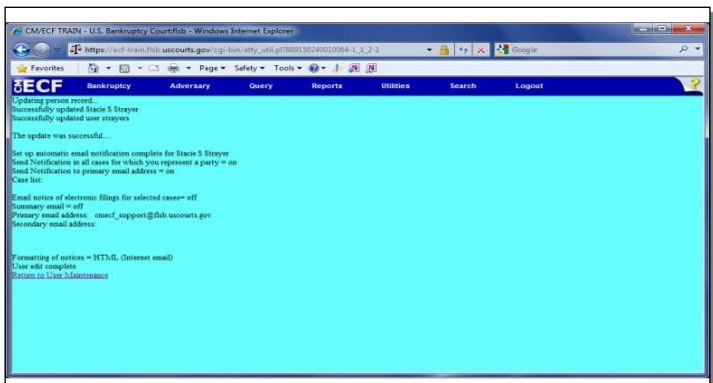 CM/ECF TRAIN - U.S. Bankruptcy Court:flsb - Windows Internet Explorer
https://ecf-train.flsb.uscourts.gov/cgi-bin/atty_util.pl?889150240010064-L_1_2-1
Google
Favorites Page Safety Tools
ECF Bankruptcy Adversary Query Reports Utilities Search Logout ?
Updating person record...
Successfully updated Stacie S Strayer
Successfully updated user strayers
The update was successful....
Set up automatic email notification complete for Stacie S Strayer
Send Notification in all cases for which you represent a party = on
Send Notification to primary email address = on
Case list:
Email notice of electronic filings for selected cases= off
Summary email = off
Primary email address: cmecf_support@flsb.uscourts.gov
Secondary email address:
Formatting of notices = HTML (Internet email)
User edit complete
Return to User Maintenance